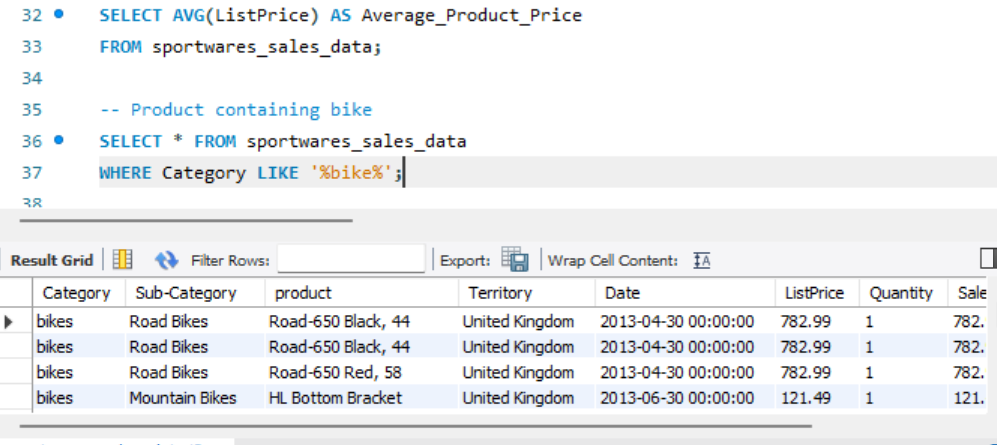 32 SELECT AVG(ListPrice) AS Average_Product_Price
33 FROM sportwares_sales_data;
34
35 -- Product containing bike
36 SELECT * FROM sportwares_sales_data
37 WHERE Category LIKE '%bike%';
38
Result Grid Filter Rows: Export: Wrap Cell Content: IA
Category Sub-Category product Territory Date ListPrice Quantity Sale
bikes Road Bikes Road-650 Black, 44 United Kingdom 2013-04-30 00:00:00 782.99 1 782.
bikes Road Bikes Road-650 Black, 44 United Kingdom 2013-04-30 00:00:00 782.99 1 782.
bikes Road Bikes Road-650 Red, 58 United Kingdom 2013-04-30 00:00:00 782.99 1 782.
bikes Mountain Bikes HL Bottom Bracket United Kingdom 2013-06-30 00:00:00 121.49 1 121.